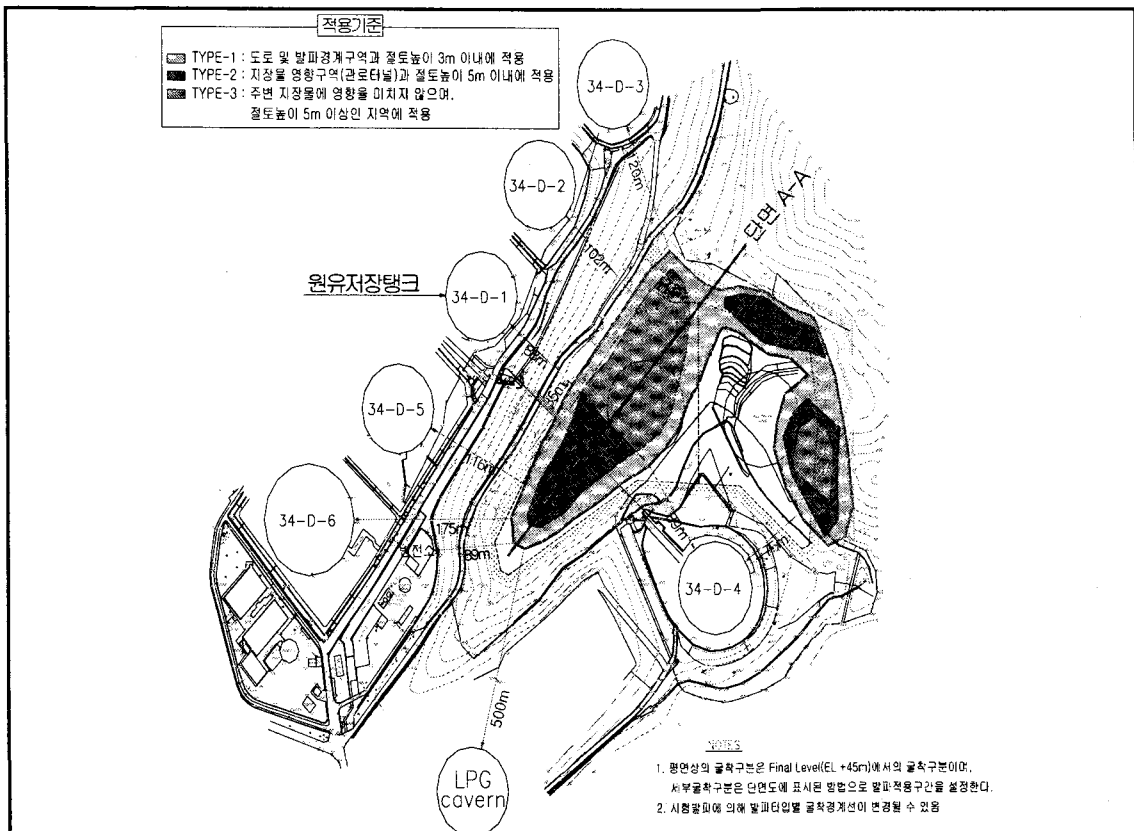 적용기준
TYPE-1 : 도로 및 발파경계구역과 절토높이 3m 이내에 적용
TYPE-2 : 지장물 영향구역(관로터널)과 절토높이 5m 이내에 적용
TYPE-3 : 주변 지장물에 영향을 미치지 않으며,
절토높이 5m 이상인 지역에 적용
34-D-3
34-D-2
120m
단면 A-A
102m
원유저장탱크
34-D-1
34-D-5
116m
34-D-6
175m
발전소
89m
34-D-4
500m
LPG
cavern
NOTES
1. 평면상의 굴착구분은 Final Level(EL +45m)에서의 굴착구분이며,
세부굴착구분은 단면도에 표시된 방법으로 발파적용구간을 설정한다.
2. 시험발파에 의해 발파타입별 굴착경계선이 변경될 수 있음